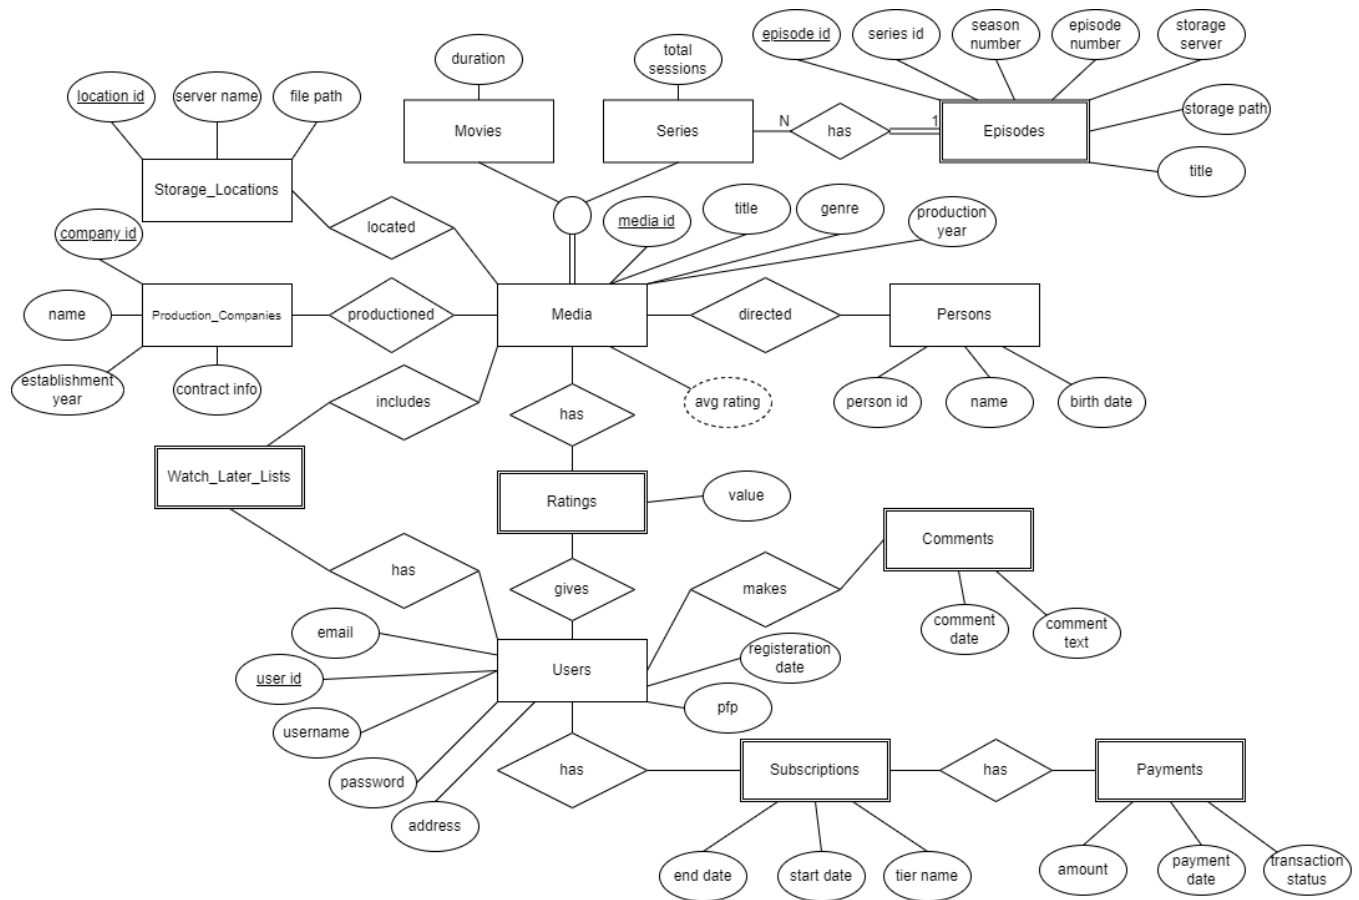 episode id
series id
season
number
episode
number
storage
server
duration
total
sessions
location id
server name
file path
Movies
Series
N
has
1
Episodes
storage path
title
Storage_Locations
located
media id
title
genre
production
year
company id
name
Production_Companies
productioned
Media
directed
Persons
establishment
year
contract info
includes
has
avg rating
person id
name
birth date
Watch_Later_Lists
Ratings
value
Comments
has
gives
makes
comment
date
comment
text
email
user id
username
password
address
Users
registeration
date
pfp
has
Subscriptions
has
Payments
end date
start date
tier name
amount
payment
date
transaction
status